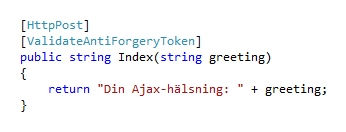 [HttpPost]
[ValidateAntiForgeryToken]
public string Index(string greeting)
{
    return "Din Ajax-hälsning: " + greeting;
}